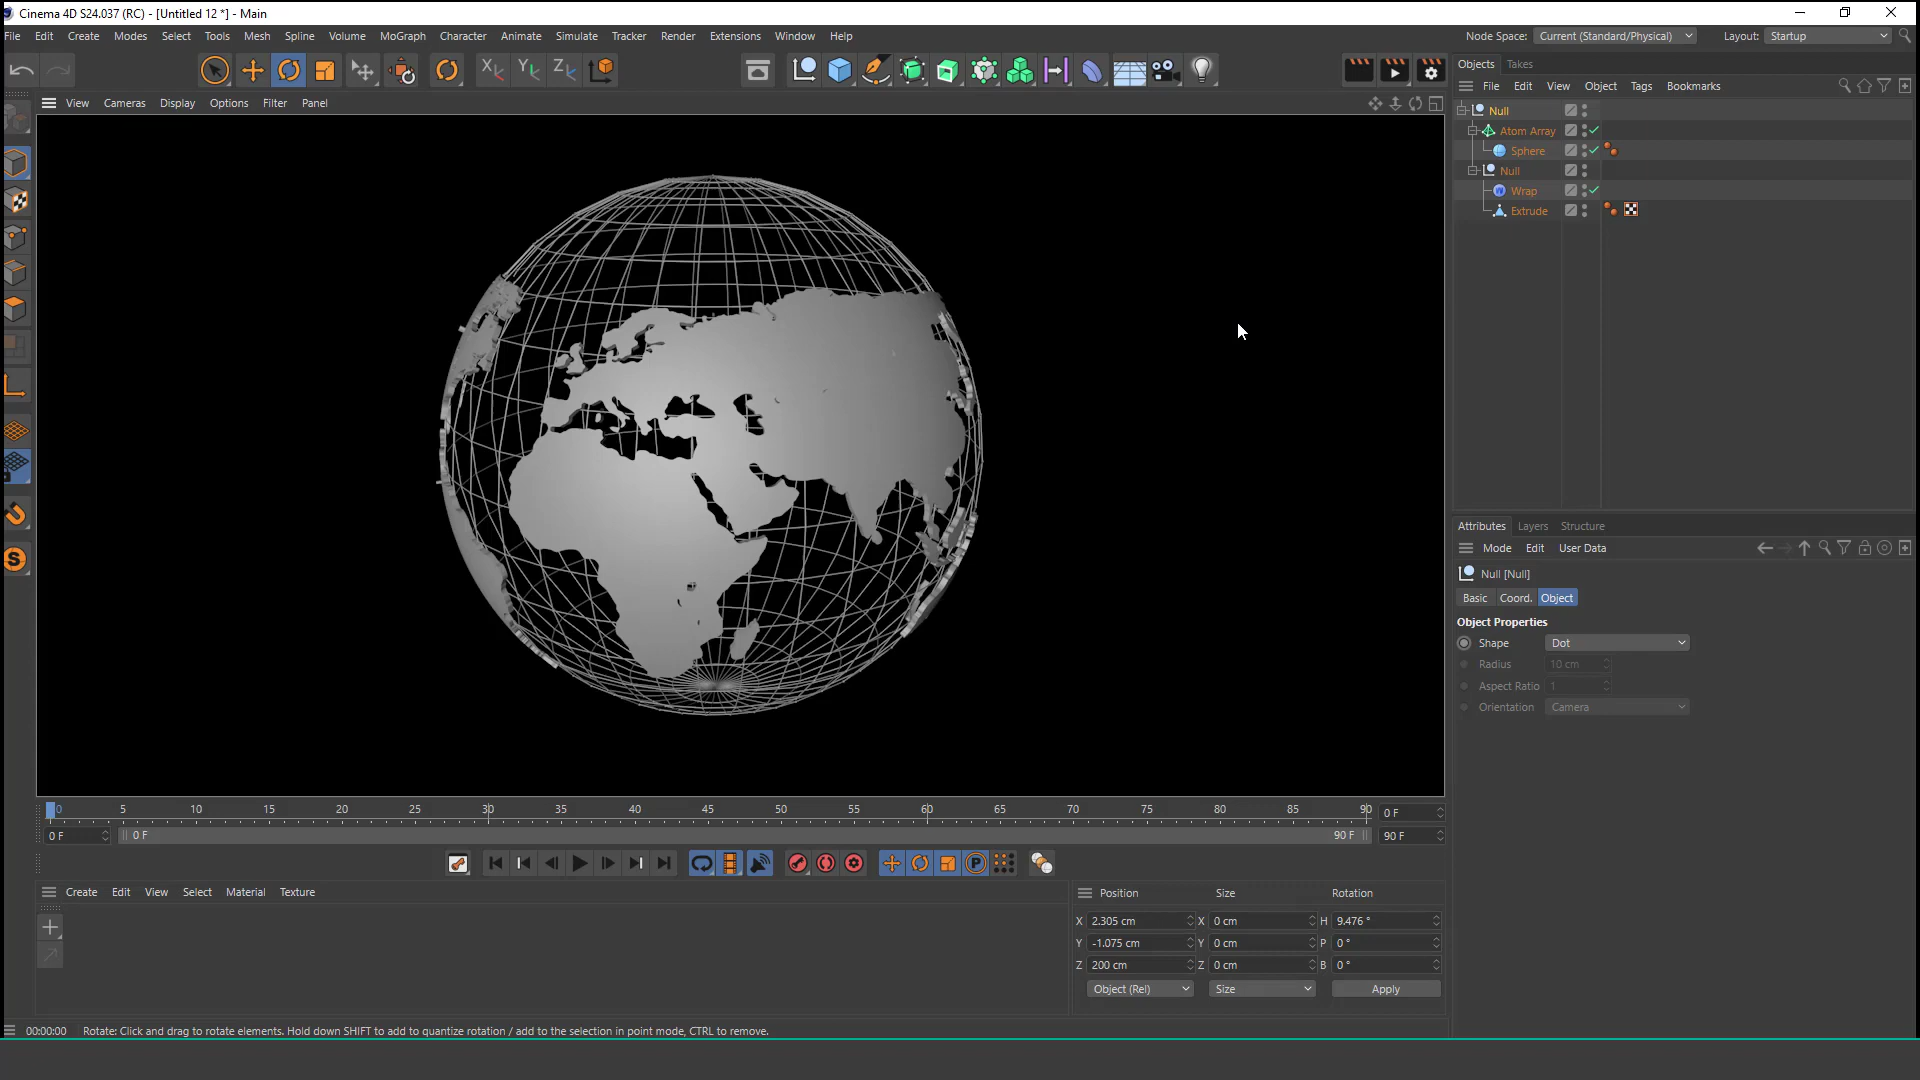 Cinema 4D S24.037 (RC) - [Untitled 12 *] - Main
File Edit Create Modes Select Tools Mesh Spline Volume MoGraph Character Animate Simulate Tracker Render Extensions Window Help
Node Space: Current (Standard/Physical) Layout: Startup
X Y Z
Objects Takes
File Edit View Object Tags Bookmarks
View Cameras Display Options Filter Panel
Null
Atom Array
Sphere
Null
Wrap
Extrude
Attributes Layers Structure
Mode Edit User Data
Null [Null]
Basic Coord. Object
Object Properties
Shape Dot
Radius 10 cm
Aspect Ratio 1
Orientation Camera
0 5 10 15 20 25 30 35 40 45 50 55 60 65 70 75 80 85 90 0 F
0 F 0 F 90 F 90 F
P
S
Create Edit View Select Material Texture
Position Size Rotation
X 2.305 cm X 0 cm H 9.476 °
Y -1.075 cm Y 0 cm P 0 °
Z 200 cm Z 0 cm B 0 °
Object (Rel) Size Apply
00:00:00 Rotate: Click and drag to rotate elements. Hold down SHIFT to add to quantize rotation / add to the selection in point mode, CTRL to remove.